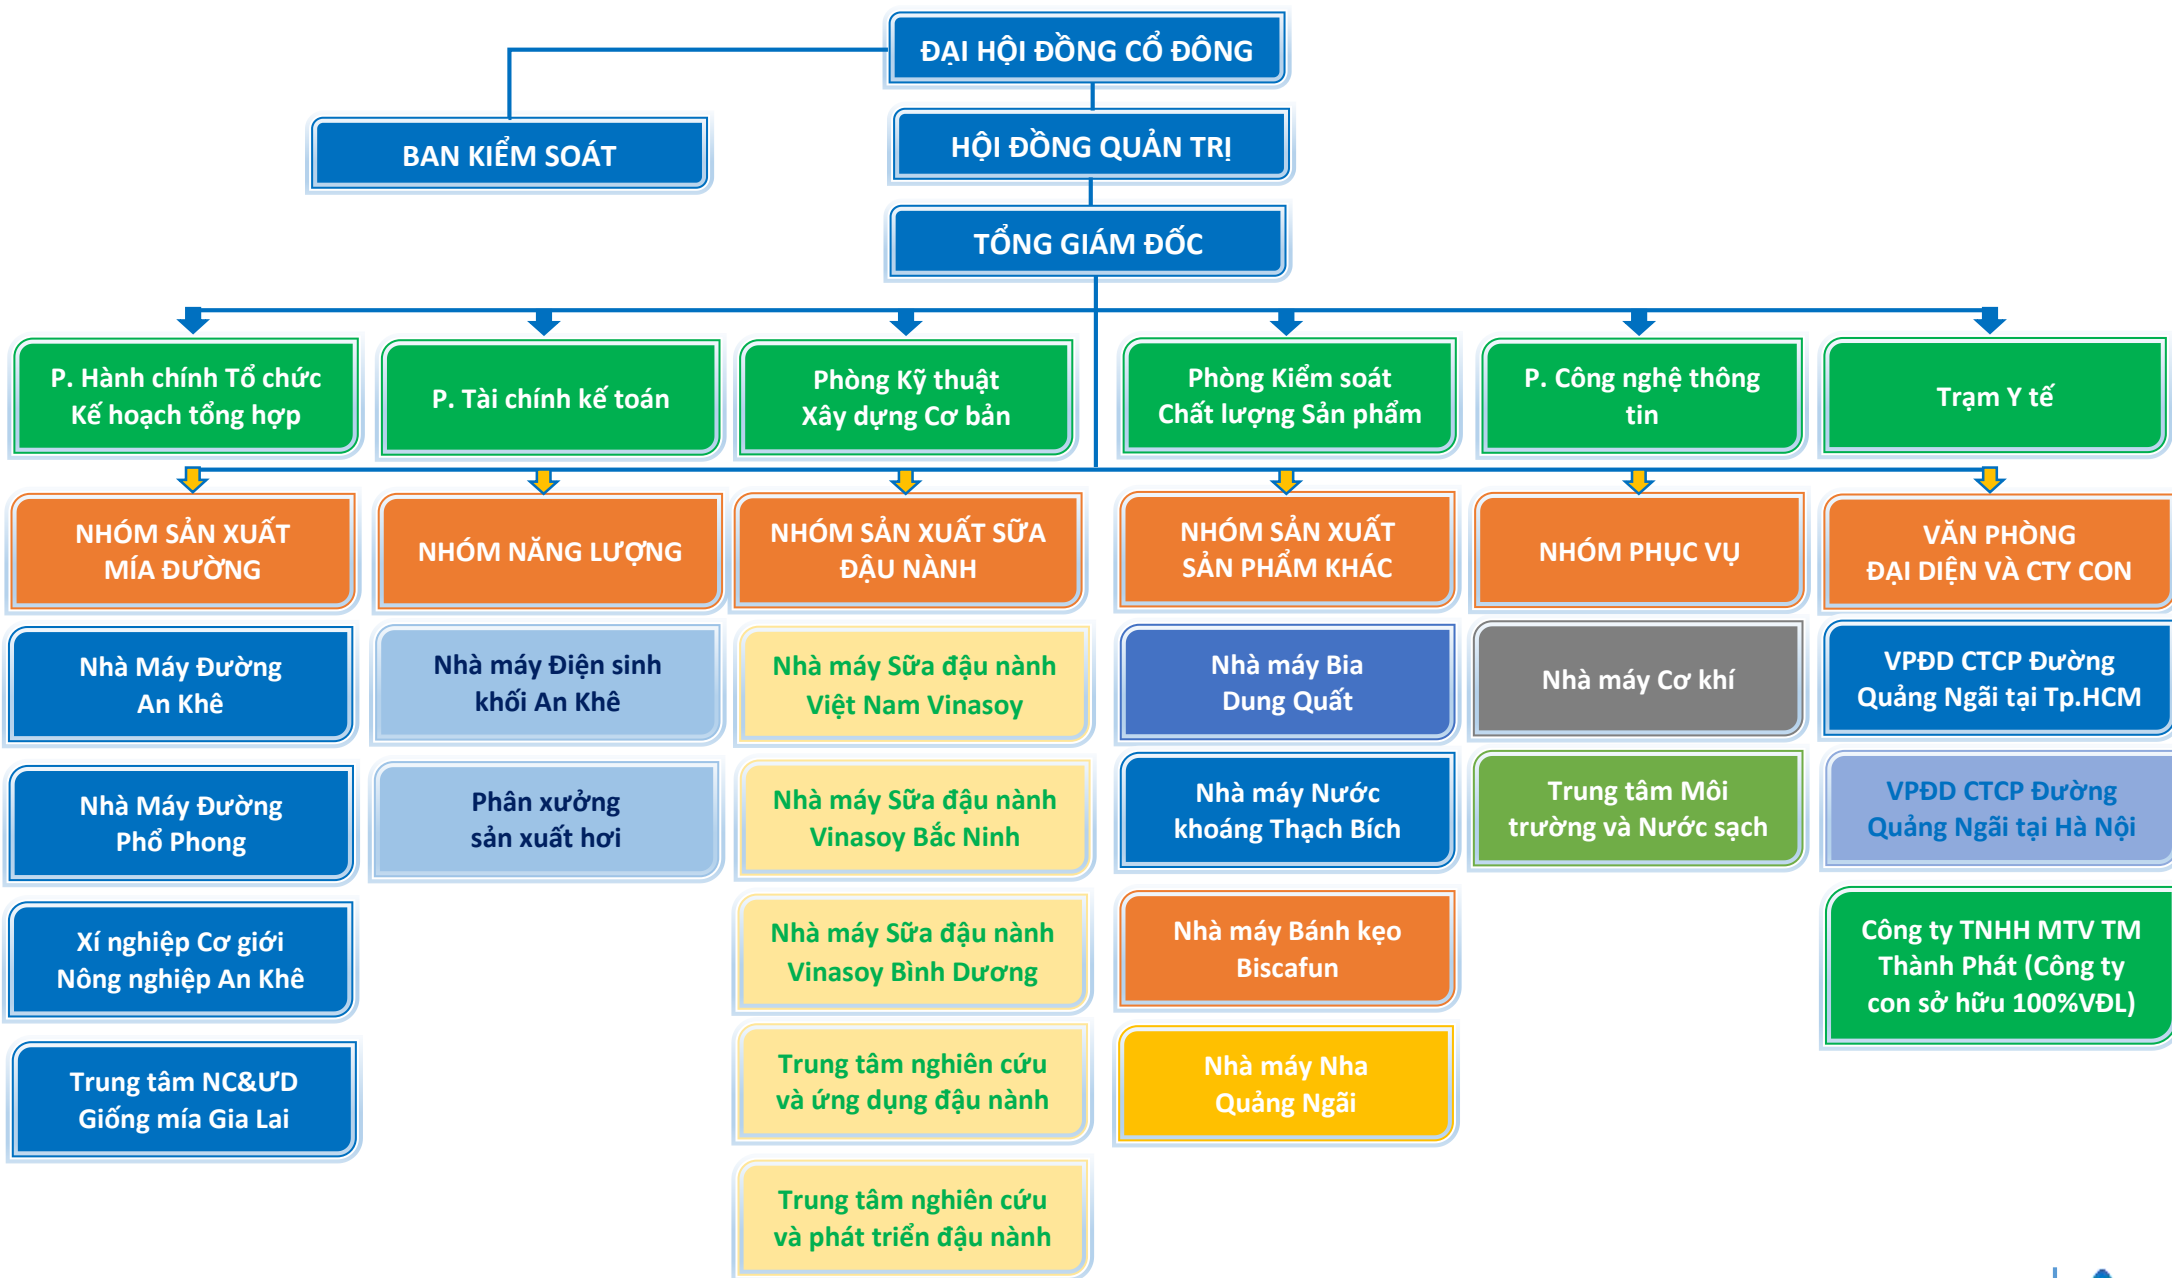 ĐẠI HỘI ĐỒNG CỔ ĐÔNG
BAN KIỂM SOÁT
HỘI ĐỒNG QUẢN TRỊ
TỔNG GIÁM ĐỐC
P. Hành chính Tổ chức
Kế hoạch tổng hợp
P. Tài chính kế toán
Phòng Kỹ thuật
Xây dựng Cơ bản
Phòng Kiểm soát
Chất lượng Sản phẩm
P. Công nghệ thông
tin
Trạm Y tế
NHÓM SẢN XUẤT
MÍA ĐƯỜNG
NHÓM NĂNG LƯỢNG
NHÓM SẢN XUẤT SỮA
ĐẬU NÀNH
NHÓM SẢN XUẤT
SẢN PHẨM KHÁC
NHÓM PHỤC VỤ
VĂN PHÒNG
ĐẠI DIỆN VÀ CTY CON
Nhà Máy Đường
An Khê
Nhà máy Điện sinh
khối An Khê
Nhà máy Sữa đậu nành
Việt Nam Vinasoy
Nhà máy Bia
Dung Quất
Nhà máy Cơ khí
VPĐD CTCP Đường
Quảng Ngãi tại Tp.HCM
Nhà Máy Đường
Phổ Phong
Phân xưởng
sản xuất hơi
Nhà máy Sữa đậu nành
Vinasoy Bắc Ninh
Nhà máy Nước
khoáng Thạch Bích
Trung tâm Môi
trường và Nước sạch
VPĐD CTCP Đường
Quảng Ngãi tại Hà Nội
Xí nghiệp Cơ giới
Nông nghiệp An Khê
Nhà máy Sữa đậu nành
Vinasoy Bình Dương
Nhà máy Bánh kẹo
Biscafun
Công ty TNHH MTV TM
Thành Phát (Công ty
con sở hữu 100%VĐL)
Trung tâm NC&ƯD
Giống mía Gia Lai
Trung tâm nghiên cứu
và ứng dụng đậu nành
Nhà máy Nha
Quảng Ngãi
Trung tâm nghiên cứu
và phát triển đậu nành